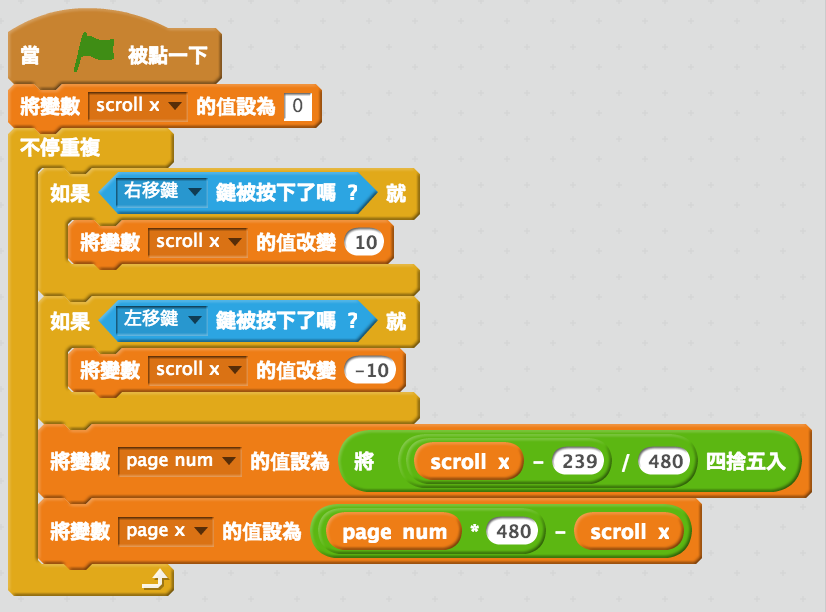 當 被點一下
將變數 scroll x 的值設為 0
不停重複
如果 右移鍵 鍵被按下了嗎 ? 就
將變數 scroll x 的值改變 10
如果 左移鍵 鍵被按下了嗎 ? 就
將變數 scroll x 的值改變 -10
將變數 page num 的值設為 將 scroll x - 239 / 480 四捨五入
將變數 page x 的值設為 page num * 480 - scroll x